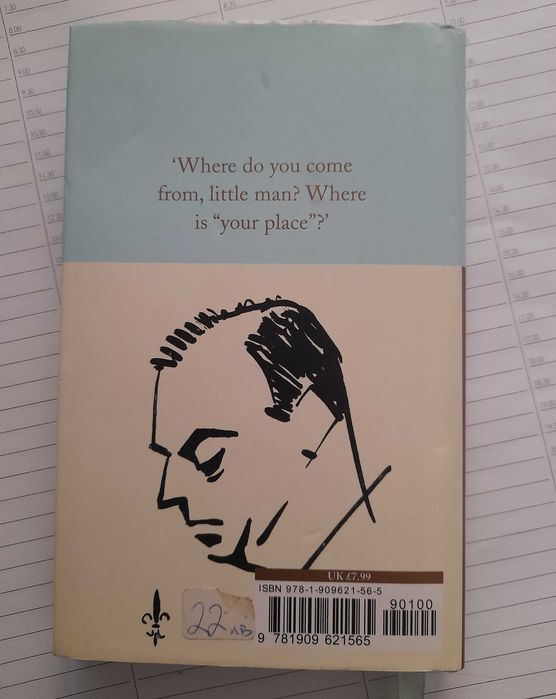 ‘Where do you come
from, little man? Where
is “your place”?’
UK £7.99
ISBN 978-1-909621-56-5
90100
22 лв
9 781909 621565